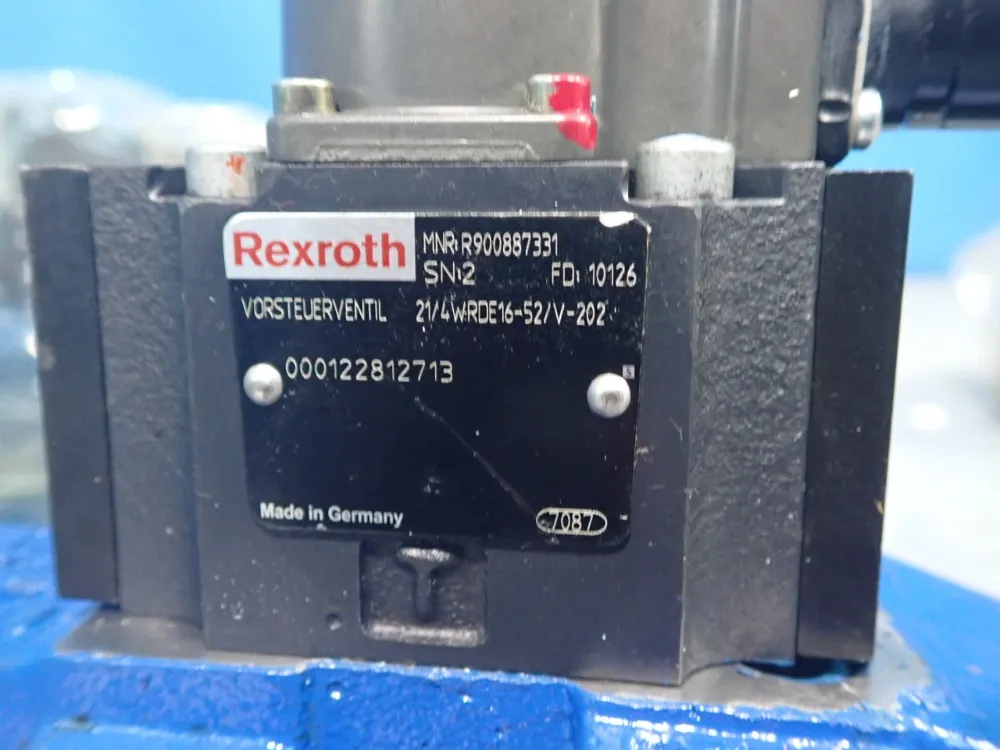 Rexroth
MNR: R900887331
SN: 2 FD: 10126
VORSTEUERVENTIL 21/4WRDE16-52/V-202
000122812713
Made in Germany
7087